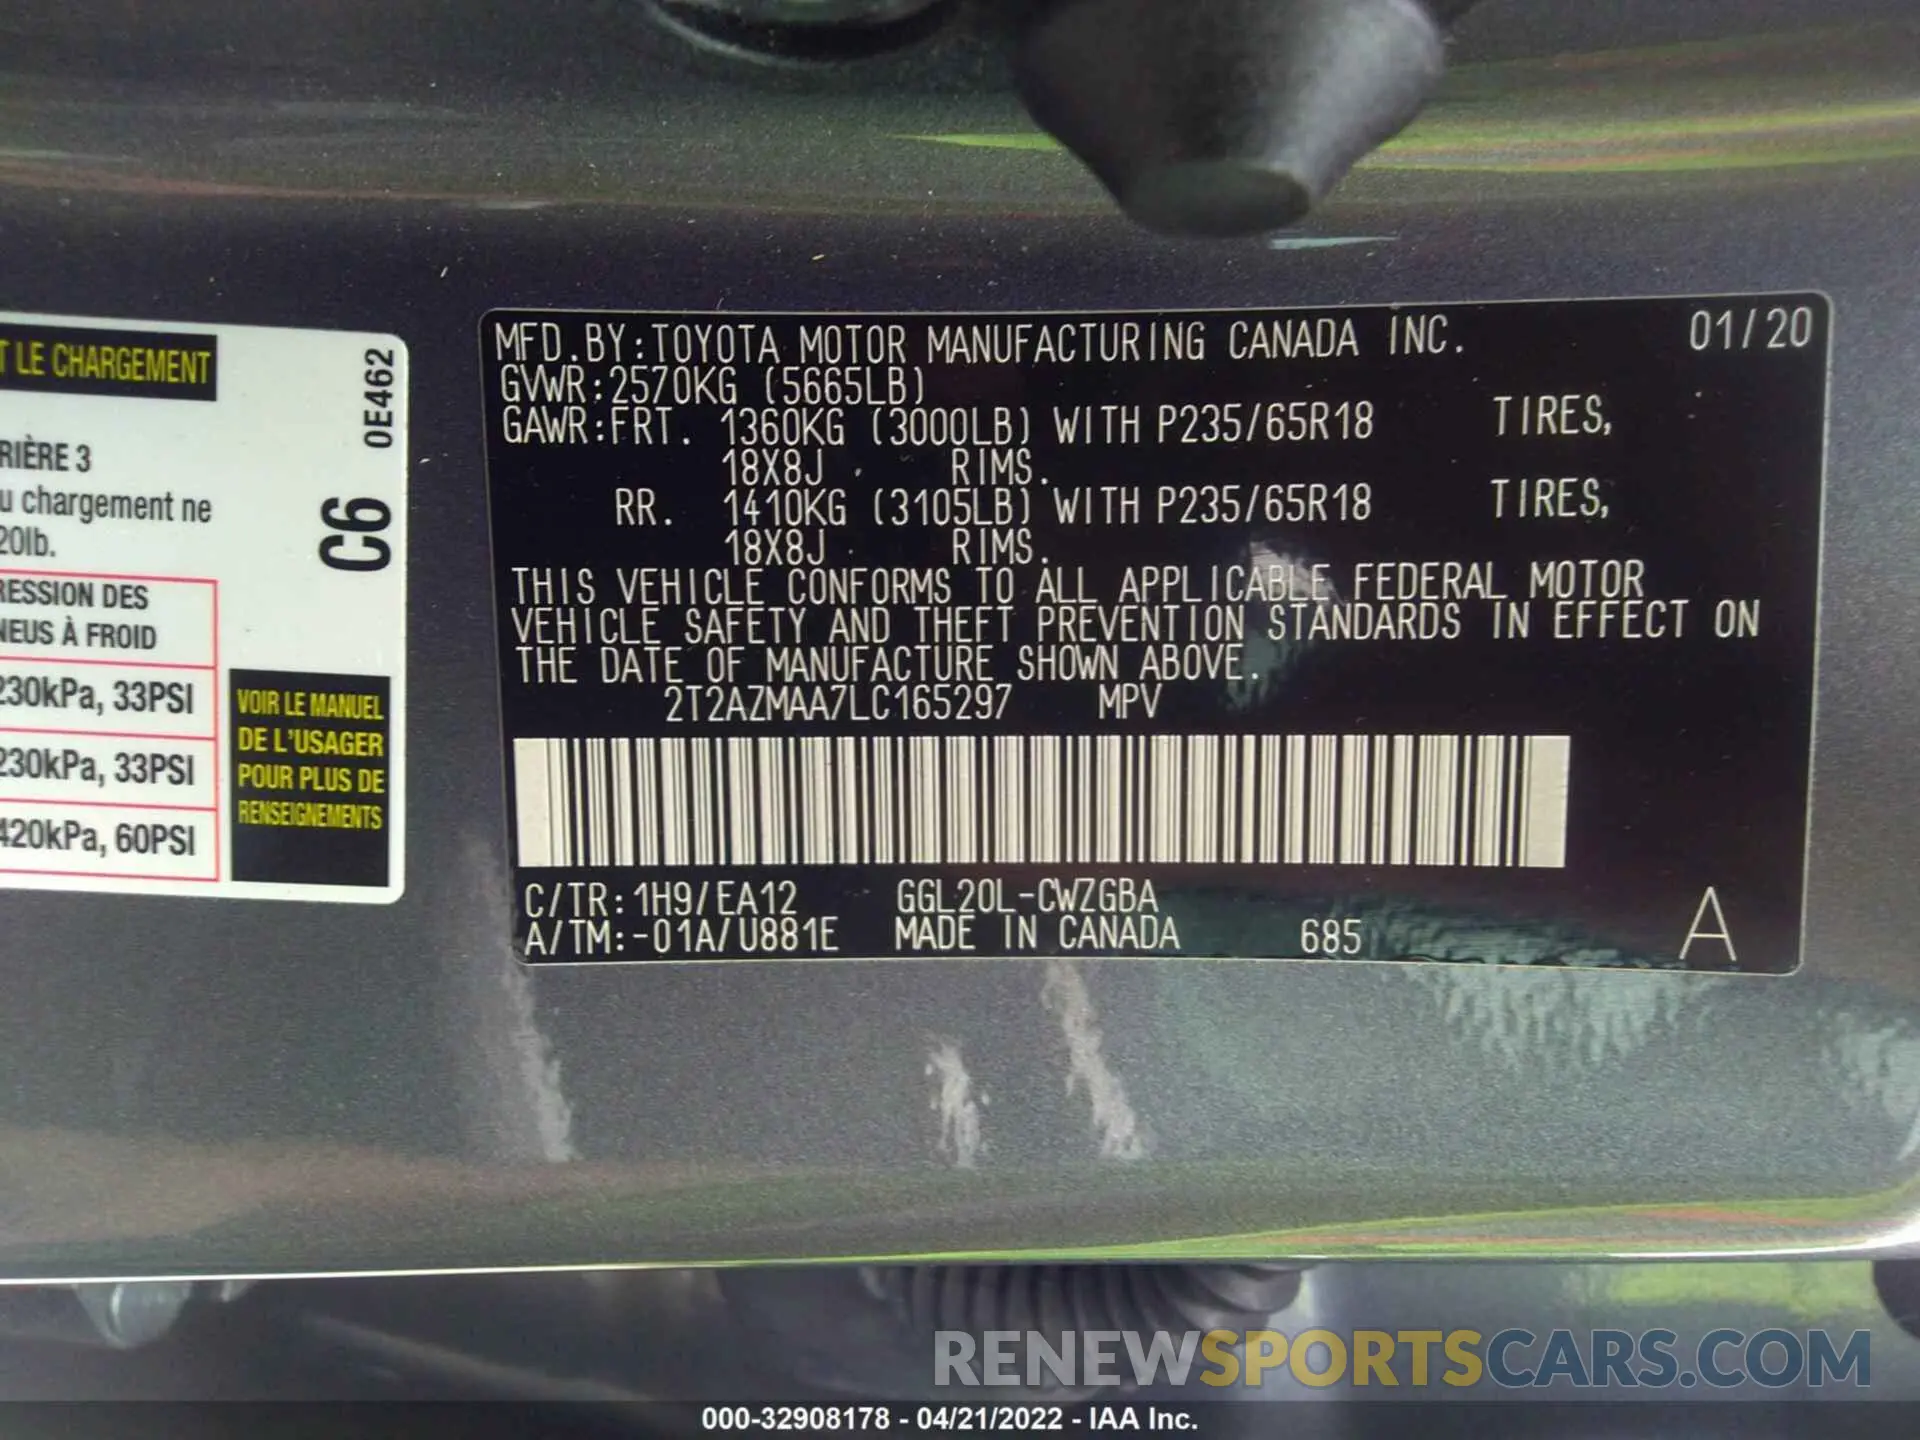 T LE CHARGEMENT
0E462
C6
RIÈRE 3
u chargement ne
20lb.
RESSION DES
NEUS À FROID
230kPa, 33PSI
230kPa, 33PSI
420kPa, 60PSI
VOIR LE MANUEL
DE L'USAGER
POUR PLUS DE
RENSEIGNEMENTS
MFD.BY:TOYOTA MOTOR MANUFACTURING CANADA INC. 01/20
GVWR:2570KG (5665LB)
GAWR:FRT. 1360KG (3000LB) WITH P235/65R18 TIRES,
18X8J RIMS.
RR. 1410KG (3105LB) WITH P235/65R18 TIRES,
18X8J RIMS.
THIS VEHICLE CONFORMS TO ALL APPLICABLE FEDERAL MOTOR
VEHICLE SAFETY AND THEFT PREVENTION STANDARDS IN EFFECT ON
THE DATE OF MANUFACTURE SHOWN ABOVE.
2T2AZMAA7LC165297 MPV
C/TR:1H9/EA12 GGL20L-CWZGBA
A/TM:-01A/U881E MADE IN CANADA 685 A
RENEWSPORTSCARS.COM
000-32908178 - 04/21/2022 - IAA Inc.